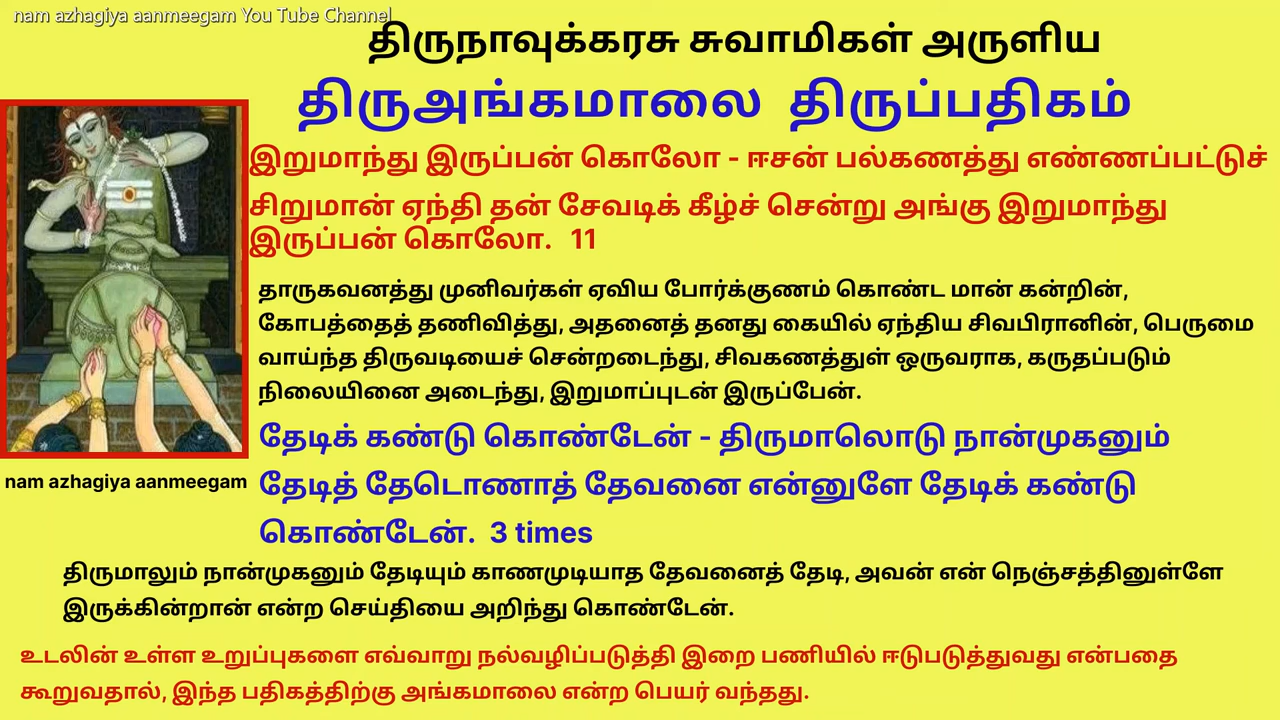 nam azhagiya aanmeegam You Tube Channel
திருநாவுக்கரசு சுவாமிகள் அருளிய
திருஅங்கமாலை திருப்பதிகம்
இறுமாந்து இருப்பன் கொலோ - ஈசன் பல்கணத்து எண்ணப்பட்டுச்
சிறுமான் ஏந்தி தன் சேவடிக் கீழ்ச் சென்று அங்கு இறுமாந்து
இருப்பன் கொலோ. 11
தாருகவனத்து முனிவர்கள் ஏவிய போர்க்குணம் கொண்ட மான் கன்றின்,
கோபத்தைத் தணிவித்து, அதனைத் தனது கையில் ஏந்திய சிவபிரானின், பெருமை
வாய்ந்த திருவடியைச் சென்றடைந்து, சிவகணத்துள் ஒருவராக, கருதப்படும்
நிலையினை அடைந்து, இறுமாப்புடன் இருப்பேன்.
தேடிக் கண்டு கொண்டேன் - திருமாலொடு நான்முகனும்
தேடித் தேடொணாத் தேவனை என்னுளே தேடிக் கண்டு
கொண்டேன். 3 times
nam azhagiya aanmeegam
திருமாலும் நான்முகனும் தேடியும் காணமுடியாத தேவனைத் தேடி, அவன் என் நெஞ்சத்தினுள்ளே
இருக்கின்றான் என்ற செய்தியை அறிந்து கொண்டேன்.
உடலின் உள்ள உறுப்புகளை எவ்வாறு நல்வழிப்படுத்தி இறை பணியில் ஈடுபடுத்துவது என்பதை
கூறுவதால், இந்த பதிகத்திற்கு அங்கமாலை என்ற பெயர் வந்தது.